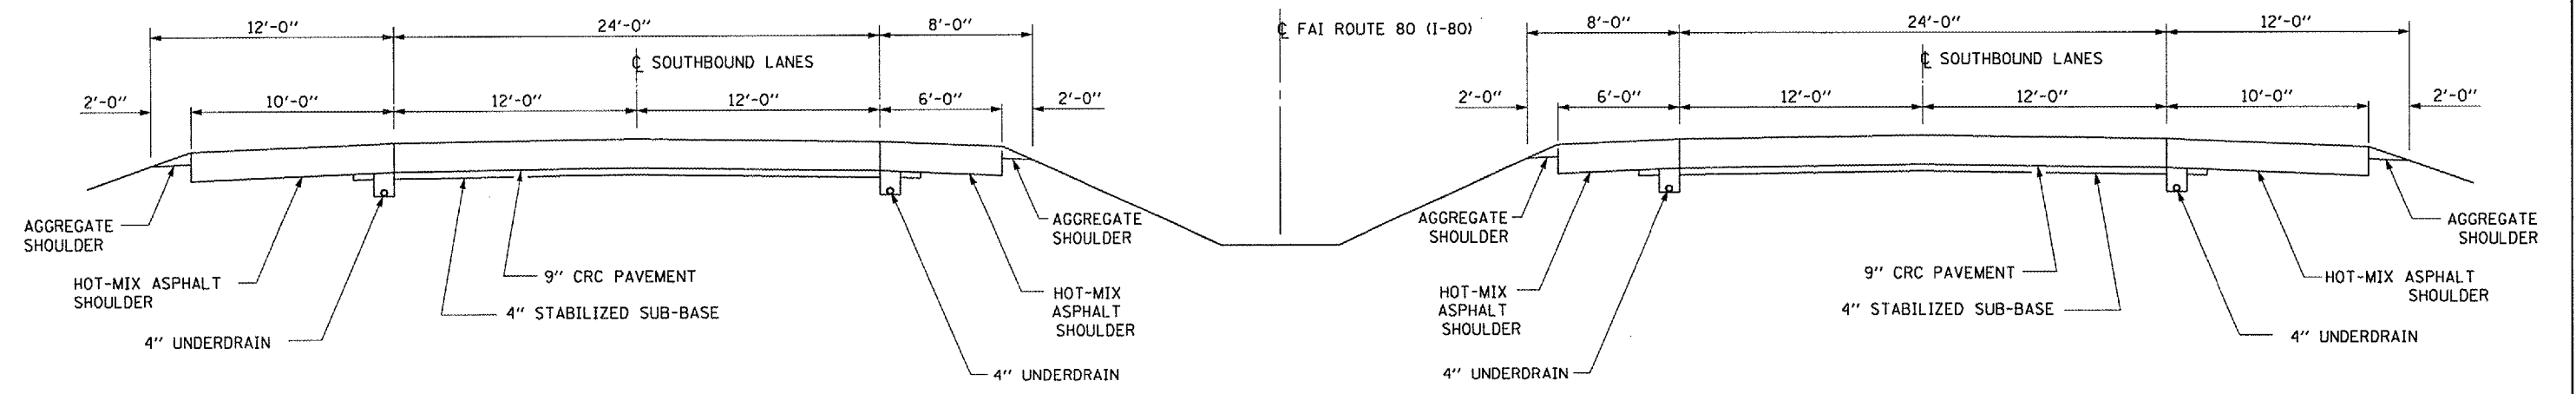 12'-0"
24'-0"
8'-0"
℄ FAI ROUTE 80 (I-80)
8'-0"
24'-0"
12'-0"
℄ SOUTHBOUND LANES
℄ SOUTHBOUND LANES
2'-0"
10'-0"
12'-0"
12'-0"
6'-0"
2'-0"
2'-0"
6'-0"
12'-0"
12'-0"
10'-0"
2'-0"
AGGREGATE
SHOULDER
HOT-MIX ASPHALT
SHOULDER
4" UNDERDRAIN
9" CRC PAVEMENT
4" STABILIZED SUB-BASE
AGGREGATE
SHOULDER
HOT-MIX
ASPHALT
SHOULDER
4" UNDERDRAIN
AGGREGATE
SHOULDER
HOT-MIX
ASPHALT
SHOULDER
4" UNDERDRAIN
9" CRC PAVEMENT
4" STABILIZED SUB-BASE
AGGREGATE
SHOULDER
HOT-MIX ASPHALT
SHOULDER
4" UNDERDRAIN